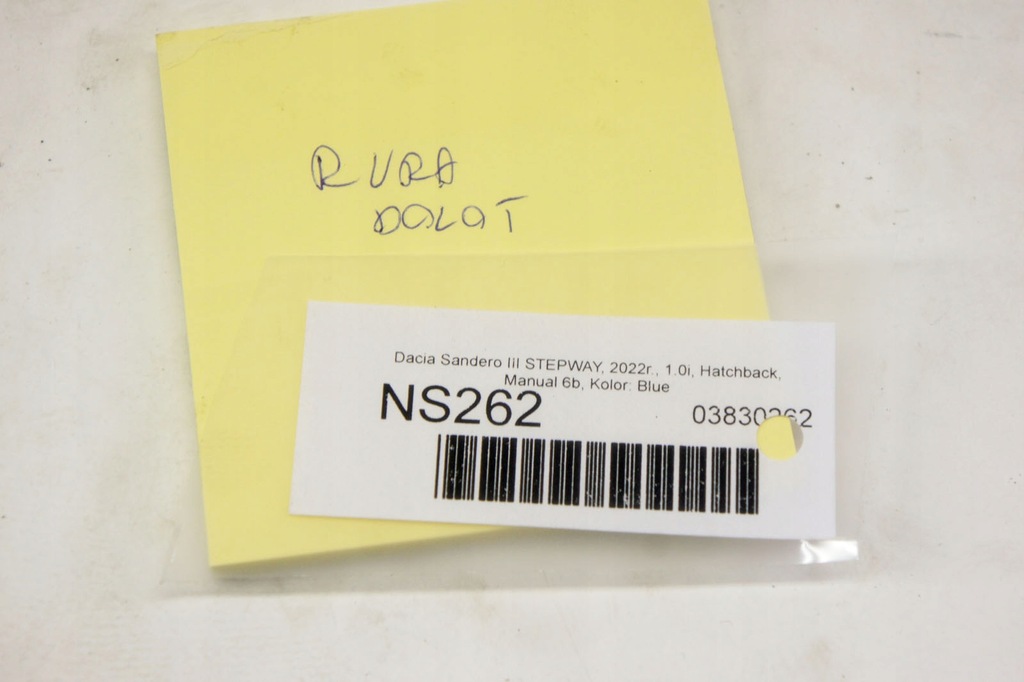 RURA
DOLOT
Dacia Sandero III STEPWAY, 2022r., 1.0i, Hatchback,
Manual 6b, Kolor: Blue
NS262